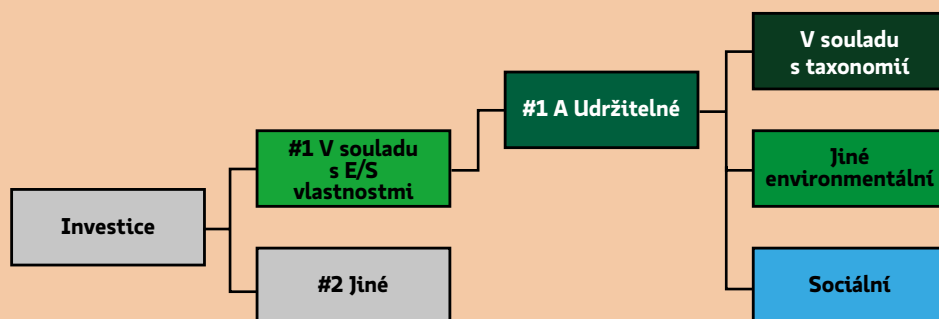 Investice
#1 V souladu
s E/S
vlastnostmi
#2 Jiné
#1 A Udržitelné
V souladu
s taxonomií
Jiné
environmentální
Sociální